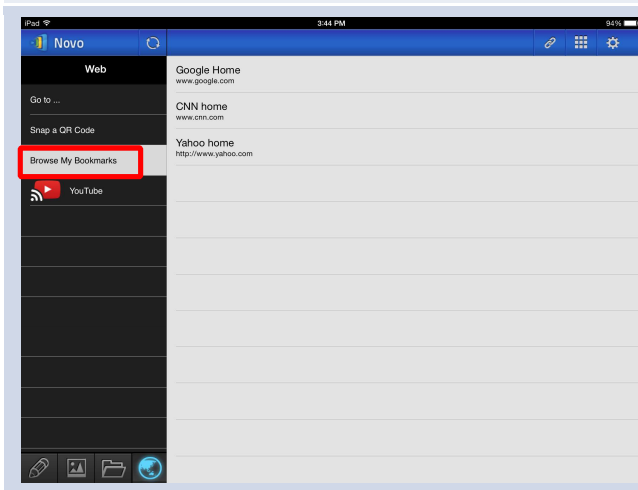 iPad 3:44 PM 94%
Novo
Web
Go to ...
Snap a QR Code
Browse My Bookmarks
YouTube
Google Home
www.google.com
CNN home
www.cnn.com
Yahoo home
http://www.yahoo.com